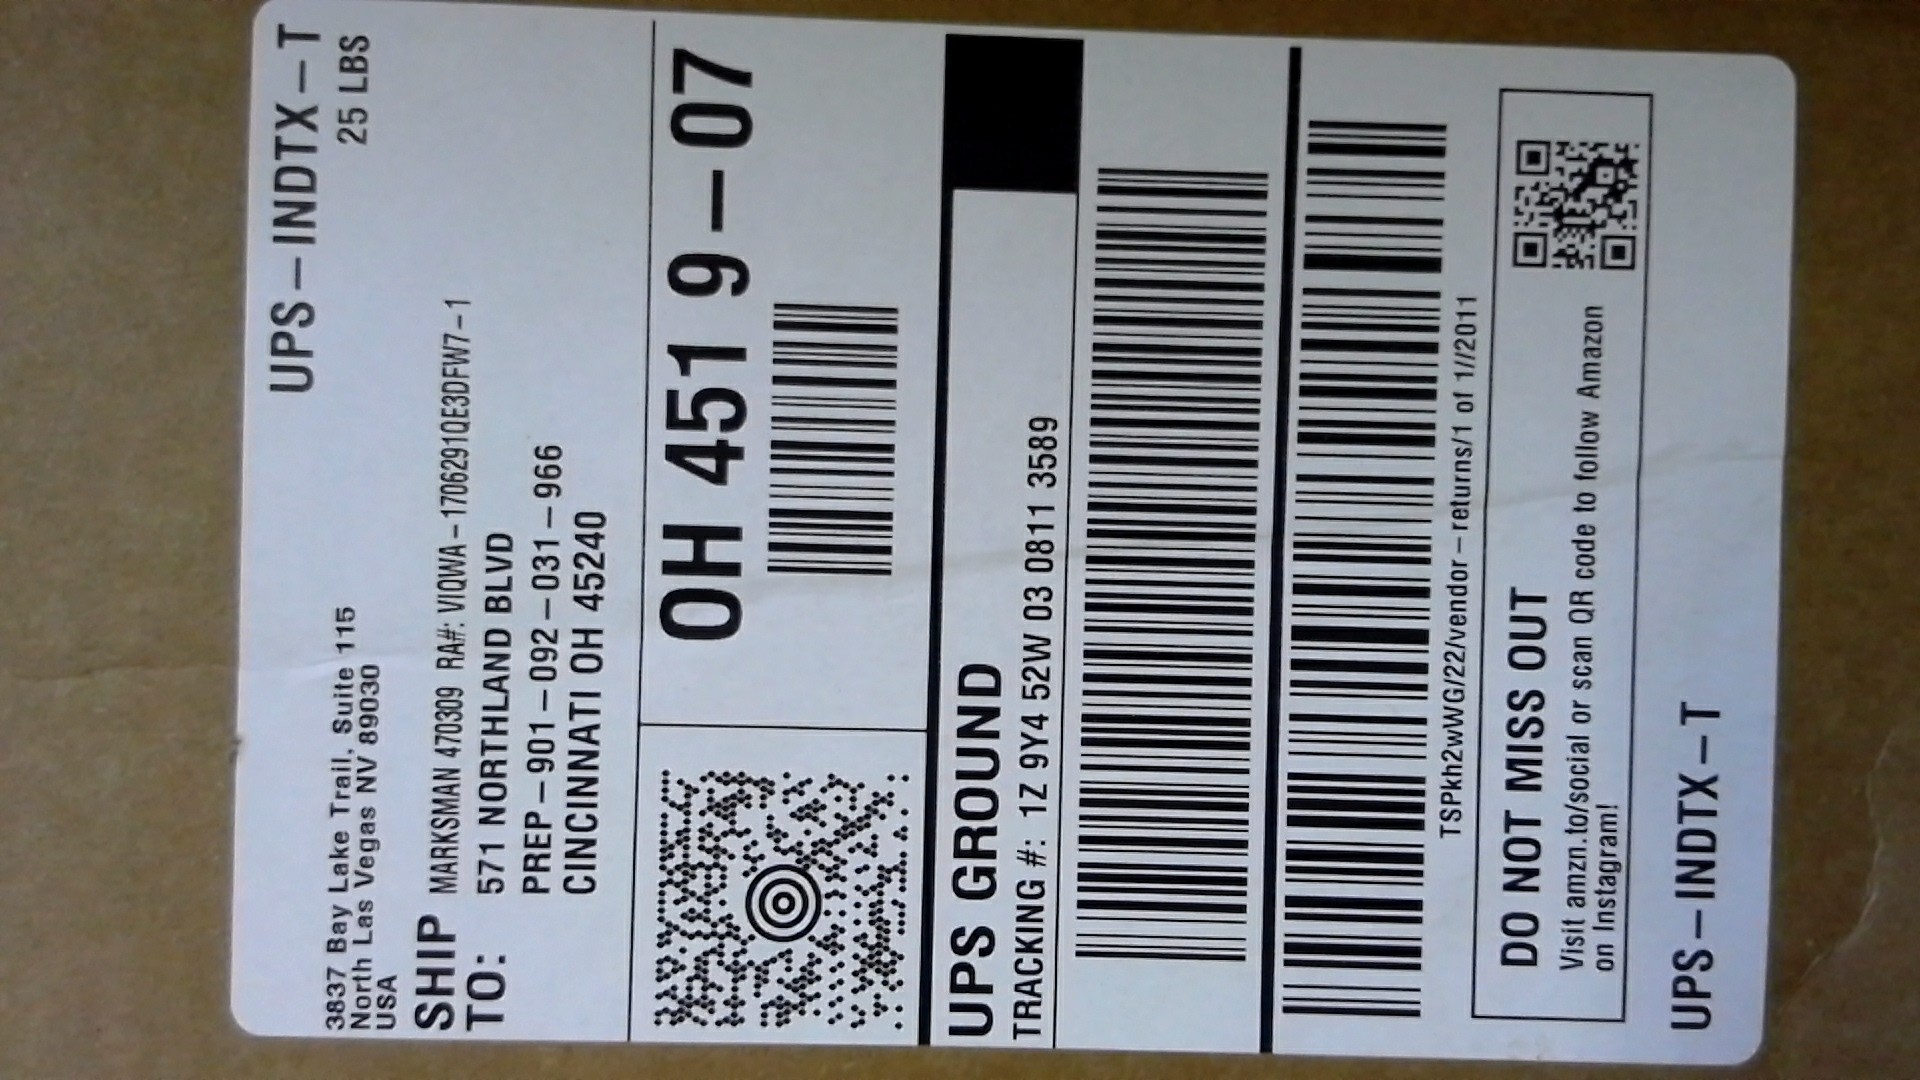 UPS-INDTX-T
25 LBS
3837 Bay Lake Trail, Suite 115
North Las Vegas NV 89030
USA
SHIP
TO:
MARKSMAN 470309 RA#: VIQWA-1706291QE3DFW7-1
571 NORTHLAND BLVD
PREP-901-092-031-966
CINCINNATI OH 45240
OH 451 9-07
UPS GROUND
TRACKING #: 1Z 9Y4 52W 03 0811 3589
TSPkh2wWG/22/vendor-returns/1 of 1//2011
DO NOT MISS OUT
Visit amzn.to/social or scan QR code to follow Amazon
on Instagram!
UPS-INDTX-T